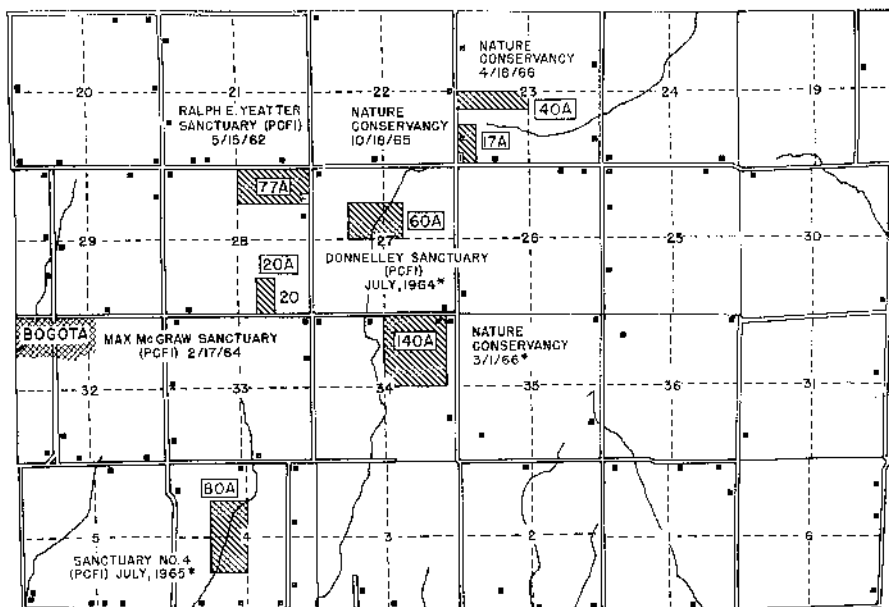 NATURE
CONSERVANCY
4/18/66
20
21
22
23
24
19
RALPH E. YEATTER
SANCTUARY (PCFI)
5/15/62
NATURE
CONSERVANCY
10/18/65
40A
17A
77A
60A
29
28
27
26
25
30
DONNELLEY SANCTUARY
(PCFI)
JULY, 1964*
20A
20
BOGOTA
MAX McGRAW SANCTUARY
(PCFI) 2/17/64
140A
NATURE
CONSERVANCY
3/1/66*
32
33
34
35
36
31
80A
5
4
3
2
1
6
SANCTUARY NO. 4
(PCFI) JULY, 1965*